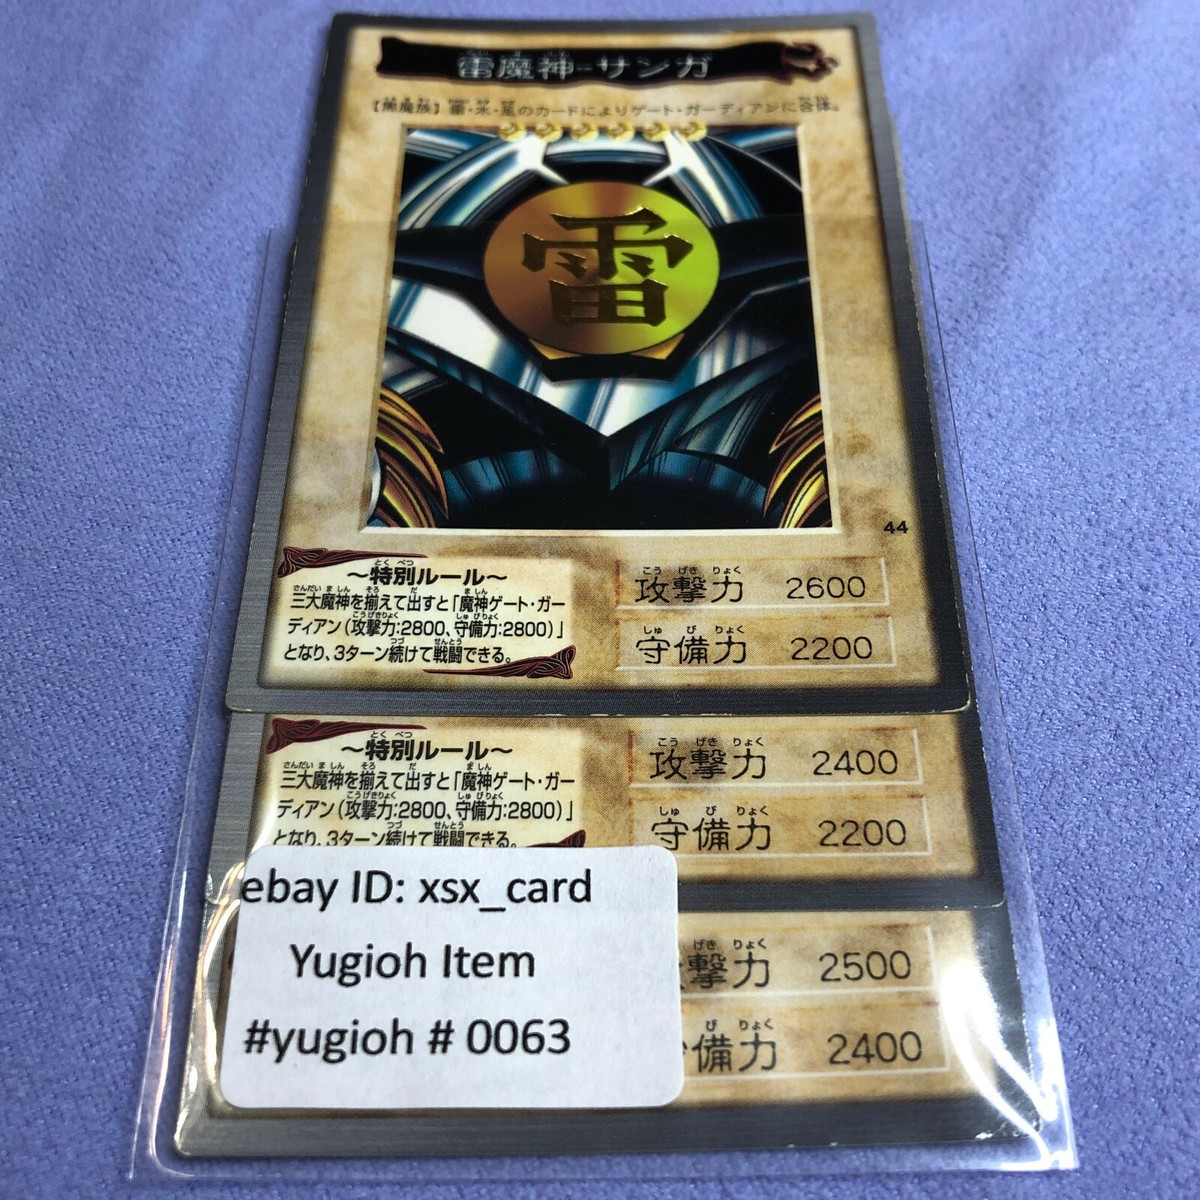 雷魔神-サンガ
【黒魔族】雷・水・風のカードによりゲート・ガーディアンに合体。
雷
44
〜特別ルール〜
三大魔神を揃えて出すと「魔神ゲート・ガー
ディアン(攻撃力:2800、守備力:2800)」
となり、3ターン続けて戦闘できる。
攻撃力 2600
守備力 2200
〜特別ルール〜
三大魔神を揃えて出すと「魔神ゲート・ガー
ディアン(攻撃力:2800、守備力:2800)」
となり、3ターン続けて戦闘できる。
攻撃力 2400
守備力 2200
ebay ID: xsx_card
Yugioh Item
#yugioh # 0063
撃力 2500
備力 2400